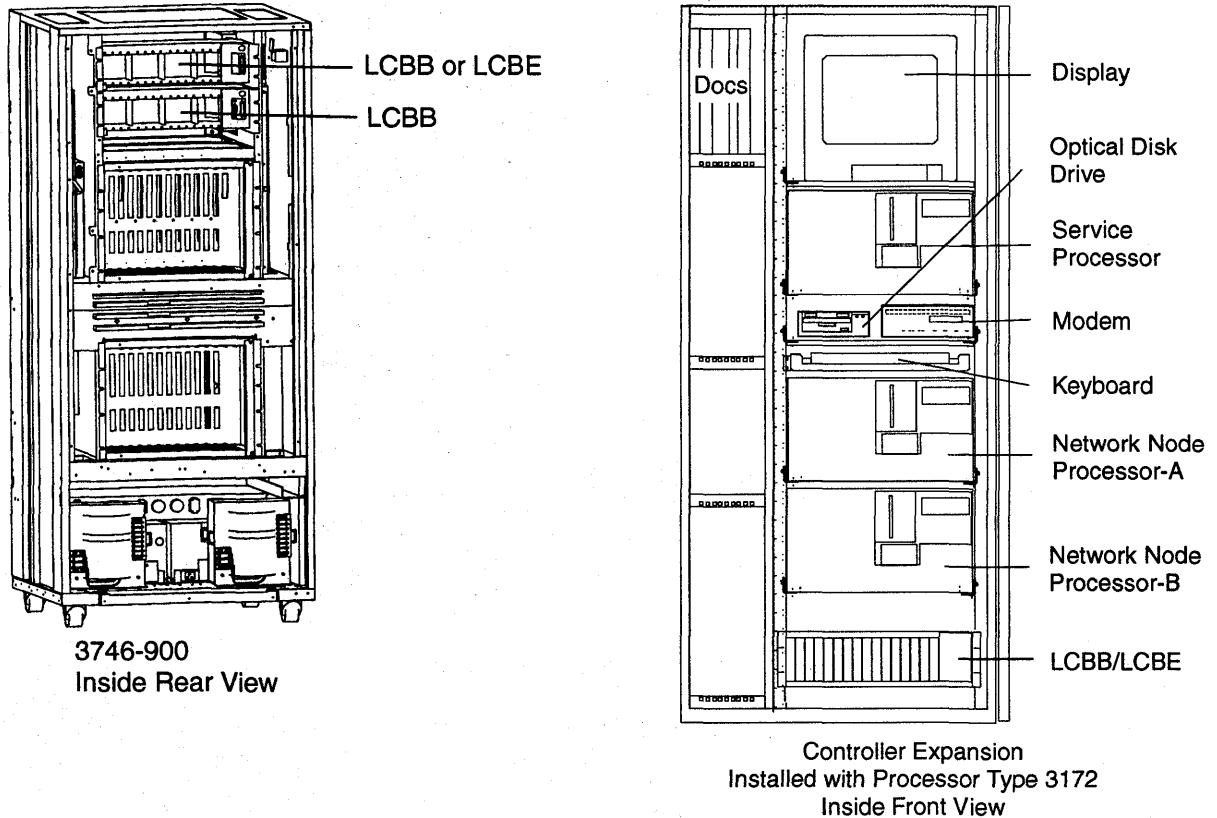 LCBB or LCBE
LCBB
3746-900
Inside Rear View
Docs
Display
Optical Disk
Drive
Service
Processor
Modem
Keyboard
Network Node
Processor-A
Network Node
Processor-B
LCBB/LCBE
Controller Expansion
Installed with Processor Type 3172
Inside Front View